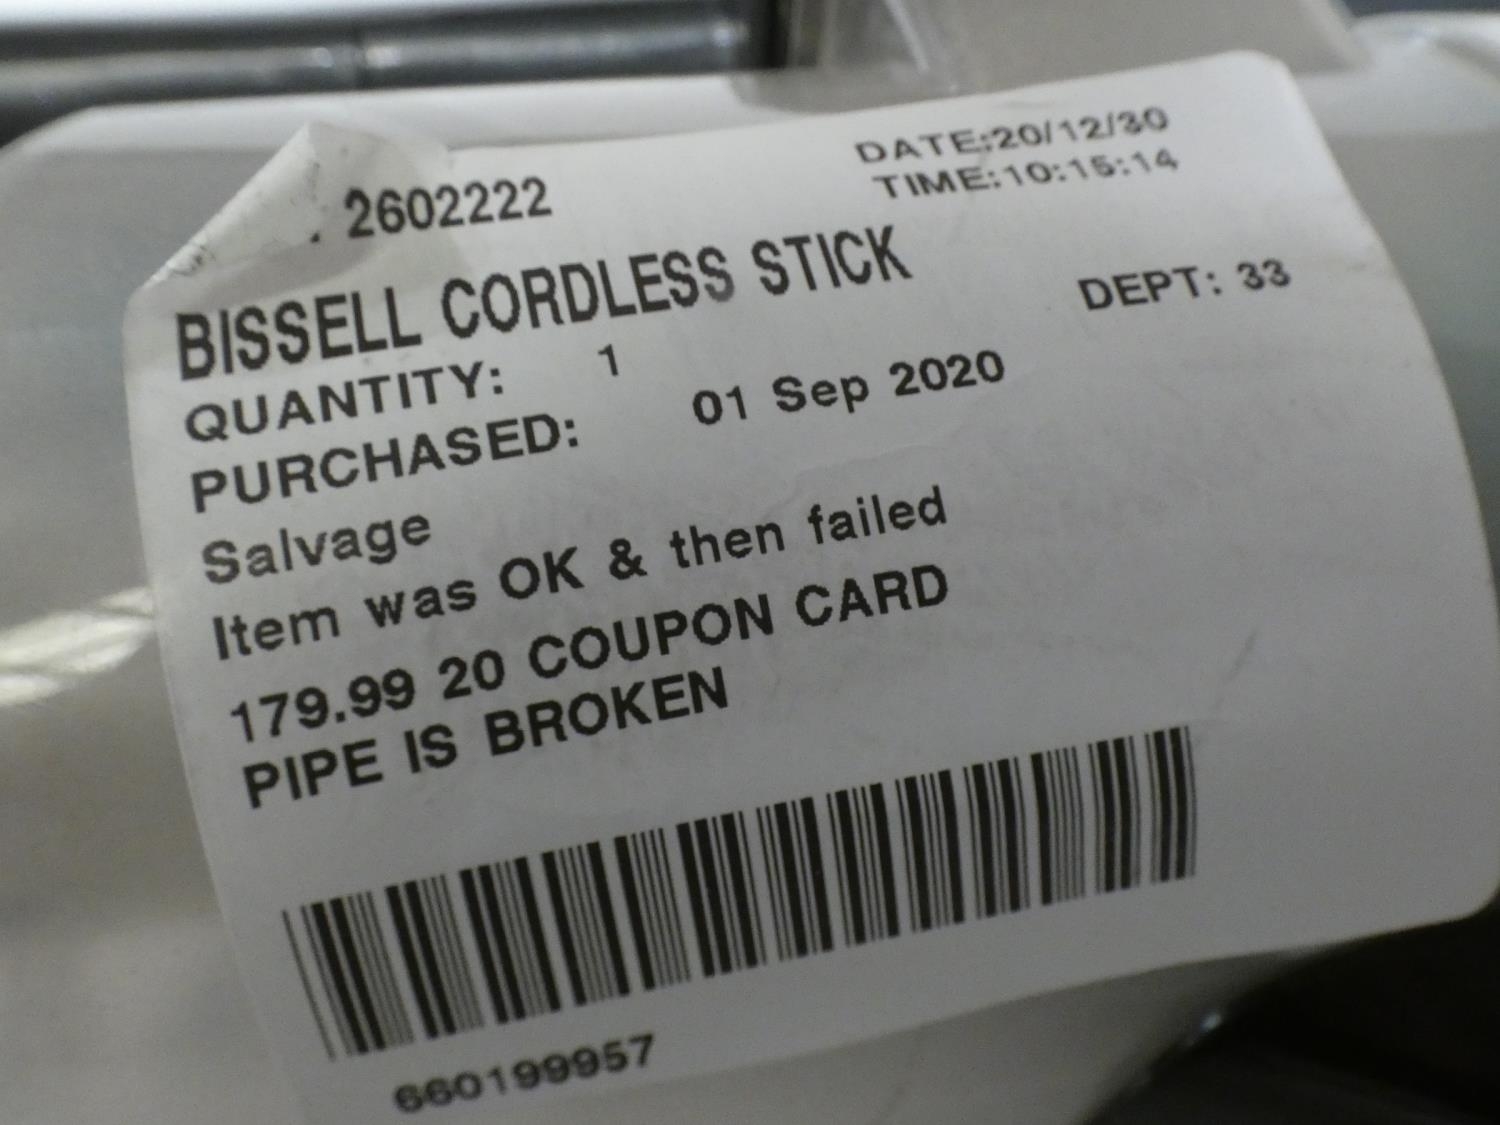 DATE:20/12/30
. 2602222
TIME:10:15:14
BISSELL CORDLESS STICK
DEPT: 33
QUANTITY: 1
PURCHASED: 01 Sep 2020
Salvage
Item was OK & then failed
179.99 20 COUPON CARD
PIPE IS BROKEN
660199957